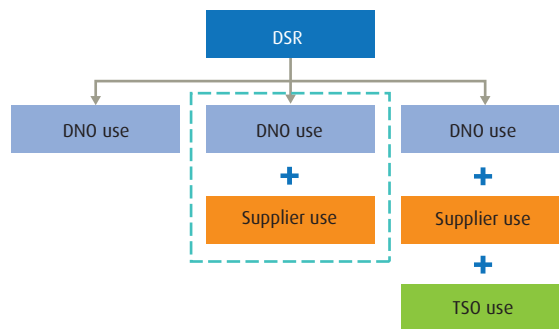 DSR
DNO use
DNO use
DNO use
+
+
Supplier use
Supplier use
+
TSO use